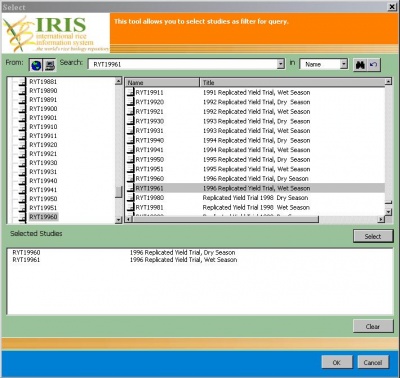 Select
IRIS
international rice
information system
the world's rice biology repository
This tool allows you to select studies as filter for query.
From: Search: RYT19961 in Name
RYT19881
RYT19890
RYT19891
RYT19900
RYT19901
RYT19910
RYT19911
RYT19920
RYT19921
RYT19930
RYT19931
RYT19940
RYT19941
RYT19950
RYT19951
RYT19960
Name Title
RYT19911 1991 Replicated Yield Trial, Wet Season
RYT19920 1992 Replicated Yield Trial, Dry Season
RYT19921 1992 Replicated Yield Trial, Wet Season
RYT19930 1993 Replicated Yield Trial, Dry Season
RYT19931 1993 Replicated Yield Trial, Wet Season
RYT19940 1994 Replicated Yield Trial, Dry Season
RYT19941 1994 Replicated Yield Trial, Wet Season
RYT19950 1995 Replicated Yield Trial, Dry Season
RYT19951 1995 Replicated Yield Trial, Wet Season
RYT19960 1996 Replicated Yield Trial, Dry Season
RYT19961 1996 Replicated Yield Trial, Wet Season
RYT19980 Replicated Yield Trial 1998 Dry Season
RYT19981 Replicated Yield Trial 1998 Wet Season
Selected Studies
Select
RYT19960 1996 Replicated Yield Trial, Dry Season
RYT19961 1996 Replicated Yield Trial, Wet Season
Clear
OK Cancel